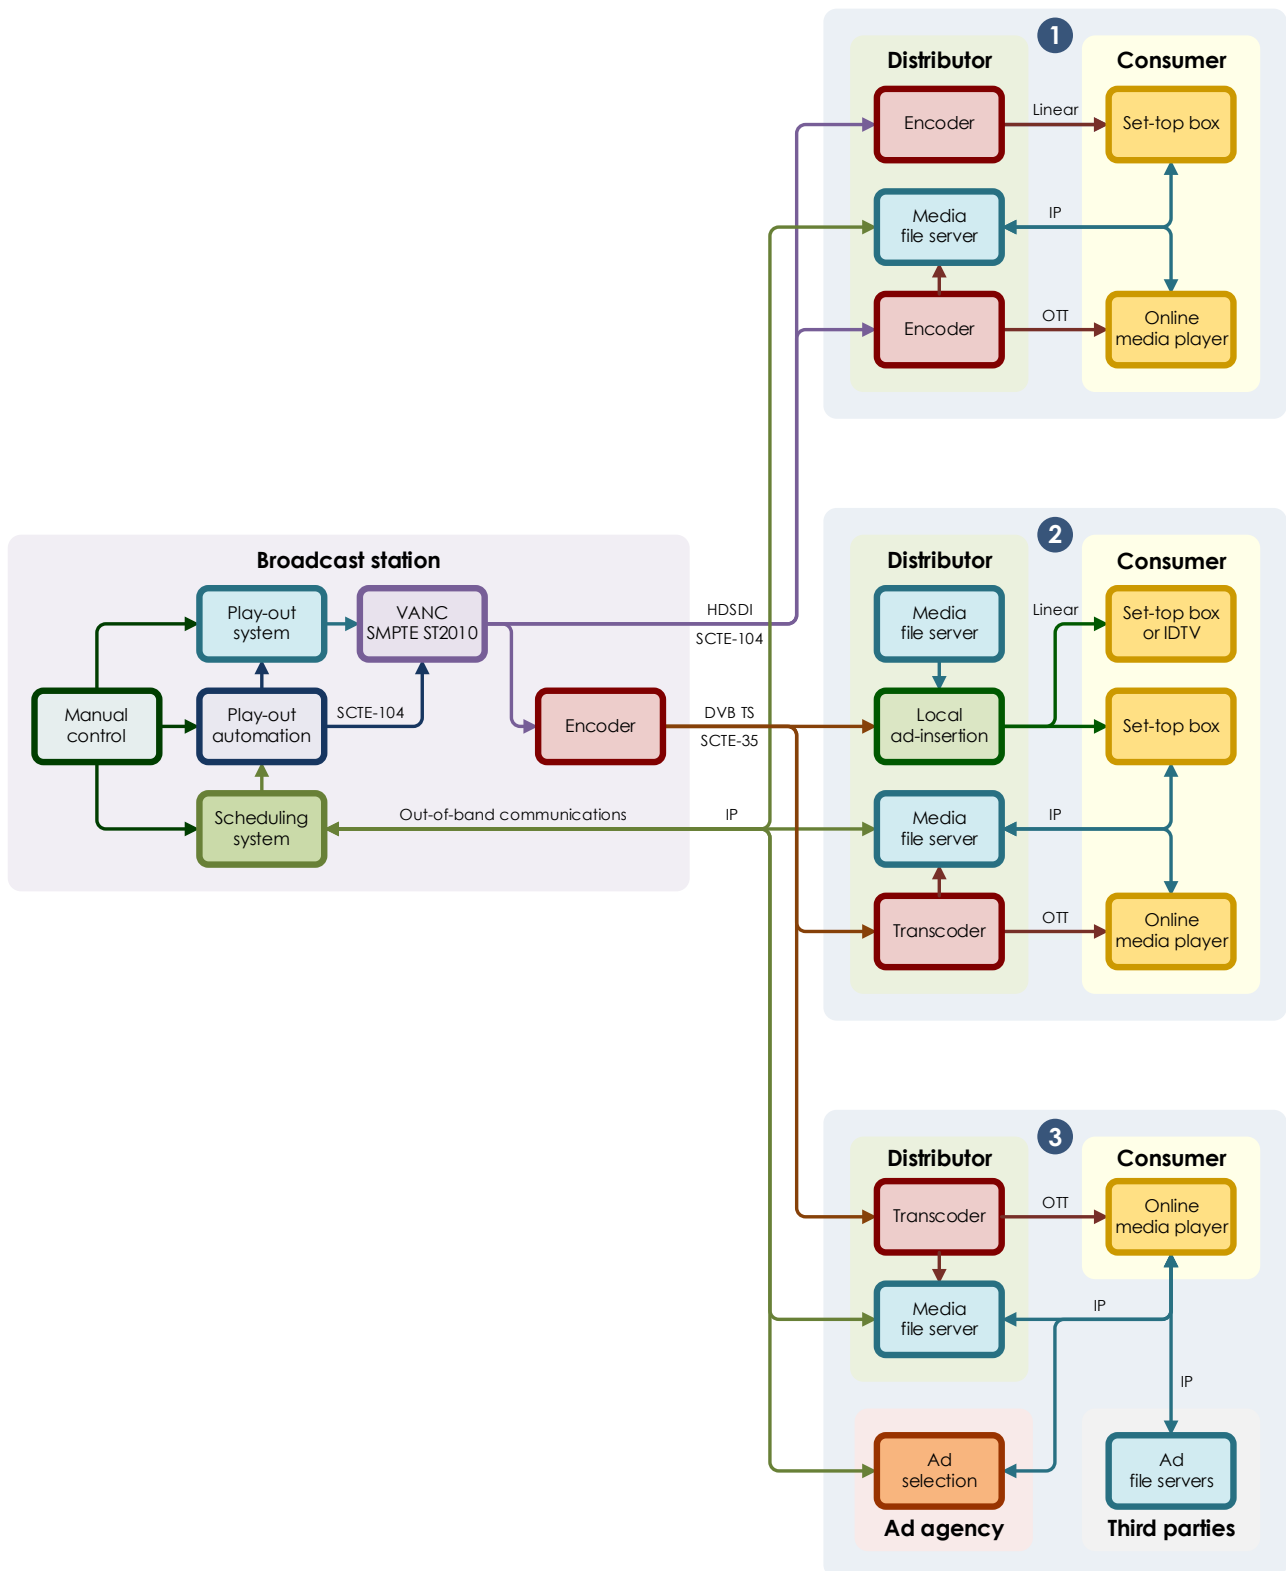 1
Distributor
Consumer
Encoder
Linear
Set-top box
Media
file server
IP
Encoder
OTT
Online
media player
Broadcast station
Play-out
system
VANC
SMPTE ST2010
HDSDI
SCTE-104
Manual
control
Play-out
automation
SCTE-104
Encoder
DVB TS
SCTE-35
Scheduling
system
Out-of-band communications
IP
2
Distributor
Consumer
Media
file server
Linear
Set-top box
or IDTV
Local
ad-insertion
Set-top box
Media
file server
IP
Transcoder
OTT
Online
media player
3
Distributor
Consumer
Transcoder
OTT
Online
media player
Media
file server
IP
IP
Ad
selection
Ad agency
Ad
file servers
Third parties